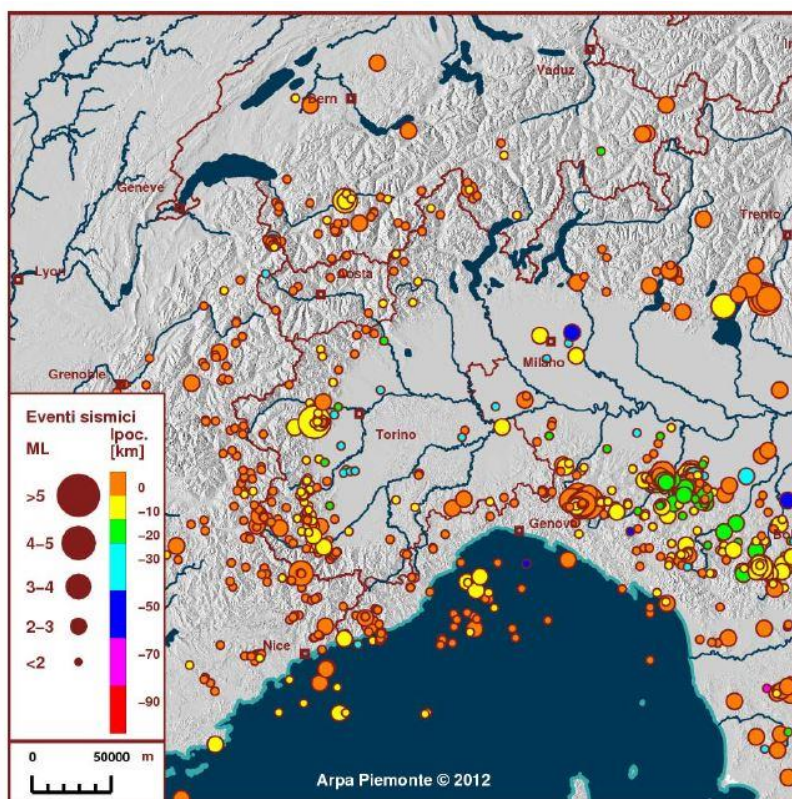 Vaduz
Bern
Genève
Trento
Lyon
Aosta
Milano
Grenoble
Torino
Genova
Nice
Eventi sismici
ML
Ipoc.
[km]
>5
4-5
3-4
2-3
<2
0
-10
-20
-30
-50
-70
-90
0 50000 m
Arpa Piemonte © 2012